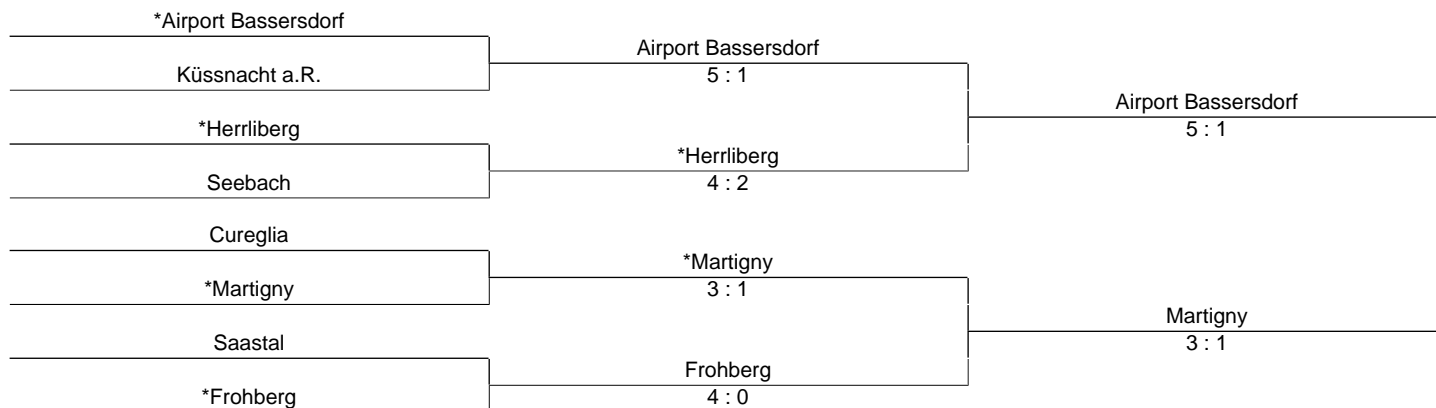 *Airport Bassersdorf
Küssnacht a.R.
*Herrliberg
Seebach
Cureglia
*Martigny
Saastal
*Frohberg
Airport Bassersdorf
5 : 1
*Herrliberg
4 : 2
*Martigny
3 : 1
Frohberg
4 : 0
Airport Bassersdorf
5 : 1
Martigny
3 : 1